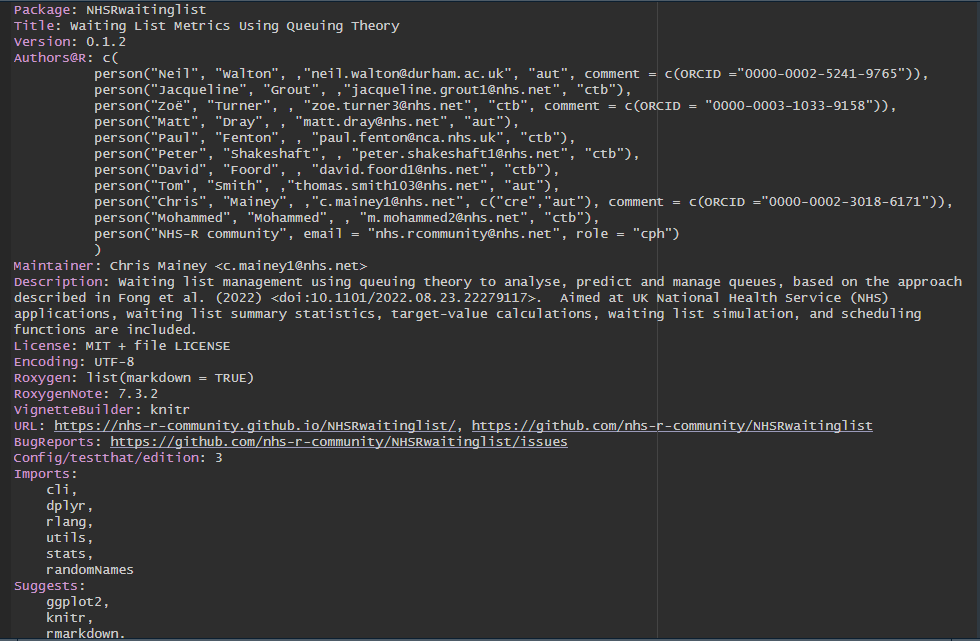 Package: NHSRwaitinglist
Title: Waiting List Metrics Using Queuing Theory
Version: 0.1.2
Authors@R: c(
person("Neil", "Walton", ,"neil.walton@durham.ac.uk", "aut", comment = c(ORCID ="0000-0002-5241-9765")),
person("Jacqueline", "Grout", ,"jacqueline.grout1@nhs.net", "ctb"),
person("Zoë", "Turner", , "zoe.turner3@nhs.net", "ctb", comment = c(ORCID = "0000-0003-1033-9158")),
person("Matt", "Dray", , "matt.dray@nhs.net", "aut"),
person("Paul", "Fenton", , "paul.fenton@nca.nhs.uk", "ctb"),
person("Peter", "Shakeshaft", , "peter.shakeshaft1@nhs.net", "ctb"),
person("David", "Foord", , "david.foord1@nhs.net", "ctb"),
person("Tom", "Smith", ,"thomas.smith103@nhs.net", "aut"),
person("Chris", "Mainey", ,"c.mainey1@nhs.net", c("cre","aut"), comment = c(ORCID ="0000-0002-3018-6171")),
person("Mohammed", "Mohammed", , "m.mohammed2@nhs.net", "ctb"),
person("NHS-R community", email = "nhs.rcommunity@nhs.net", role = "cph")
)
Maintainer: Chris Mainey <c.mainey1@nhs.net>
Description: Waiting list management using queuing theory to analyse, predict and manage queues, based on the approach
described in Fong et al. (2022) <doi:10.1101/2022.08.23.22279117>.  Aimed at UK National Health Service (NHS)
applications, waiting list summary statistics, target-value calculations, waiting list simulation, and scheduling
functions are included.
License: MIT + file LICENSE
Encoding: UTF-8
Roxygen: list(markdown = TRUE)
RoxygenNote: 7.3.2
VignetteBuilder: knitr
URL: https://nhs-r-community.github.io/NHSRwaitinglist/, https://github.com/nhs-r-community/NHSRwaitinglist
BugReports: https://github.com/nhs-r-community/NHSRwaitinglist/issues
Config/testthat/edition: 3
Imports:
cli,
dplyr,
rlang,
utils,
stats,
randomNames
Suggests:
ggplot2,
knitr,
rmarkdown,